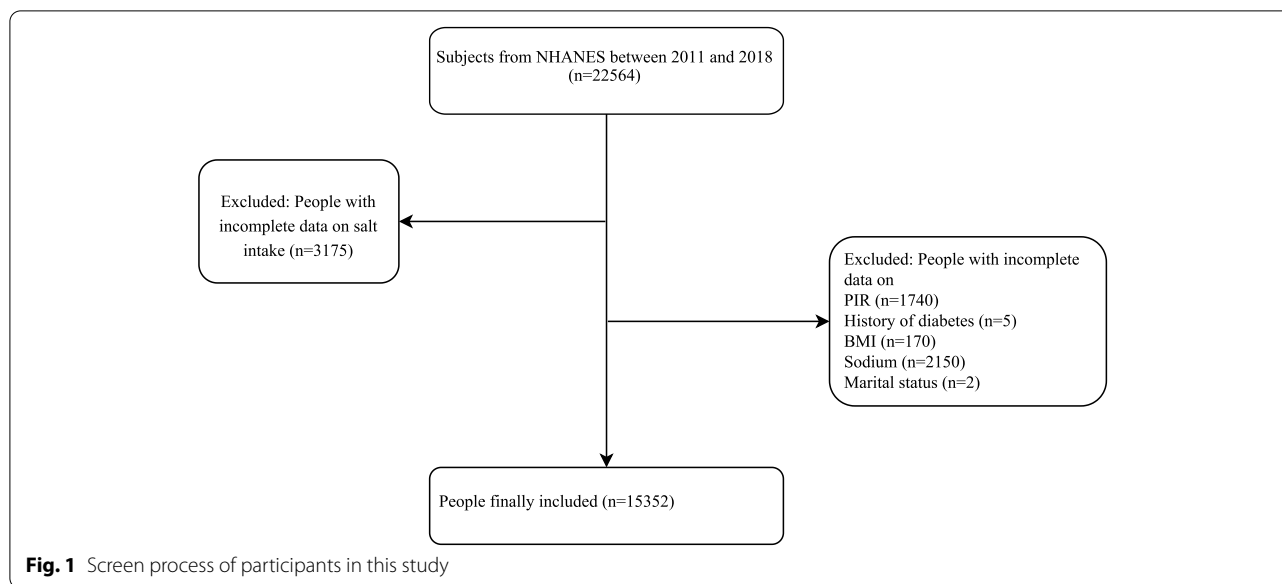 Subjects from NHANES between 2011 and 2018
(n=22564)
Excluded: People with
incomplete data on salt
intake (n=3175)
Excluded: People with incomplete
data on
PIR (n=1740)
History of diabetes (n=5)
BMI (n=170)
Sodium (n=2150)
Marital status (n=2)
People finally included (n=15352)
Fig. 1 Screen process of participants in this study